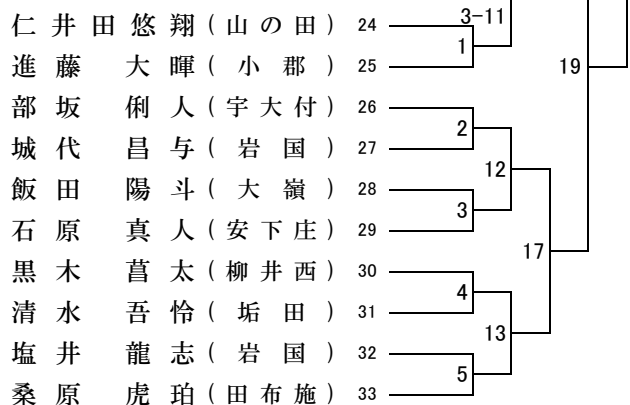 仁井田悠翔(山の田) 24
3-11
1
進藤 大暉(小郡) 25
19
部坂 俐人(宇大付) 26
2
城代 昌与(岩国) 27
12
飯田 陽斗(大嶺) 28
3
石原 真人(安下庄) 29
17
黒木 菖太(柳井西) 30
4
清水 吾怜(垢田) 31
13
塩井 龍志(岩国) 32
5
桑原 虎珀(田布施) 33